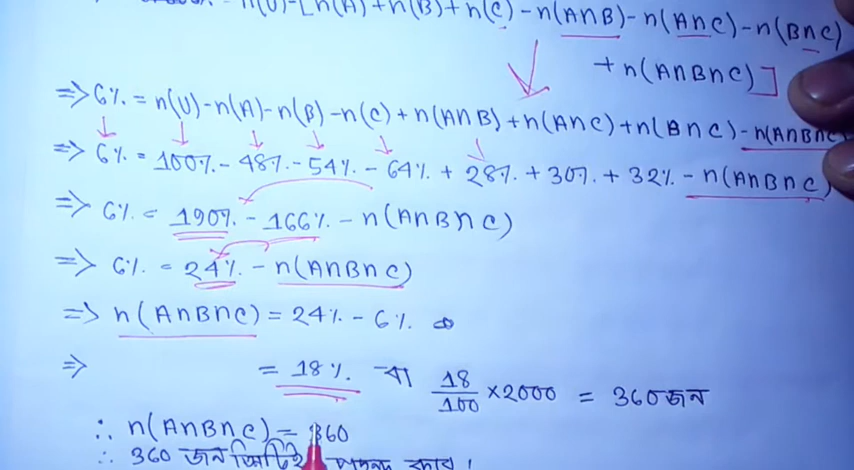 n(U)-[n(A)+n(B)+n(C)-n(A∩B)-n(A∩C)-n(B∩C)
+n(A∩B∩C)]
=> 6% = n(U)-n(A)-n(B)-n(C)+n(A∩B)+n(A∩C)+n(B∩C)-n(A∩B∩C)
=> 6% = 100%-48%-54%-64%+28%+30%+32%-n(A∩B∩C)
=> 6% = 190%-166%-n(A∩B∩C)
=> 6% = 24%-n(A∩B∩C)
=> n(A∩B∩C) = 24%-6%
=> = 18% বা 18/100 ×2000 = 360জন
∴ n(A∩B∩C) = 360
∴ 360 জন